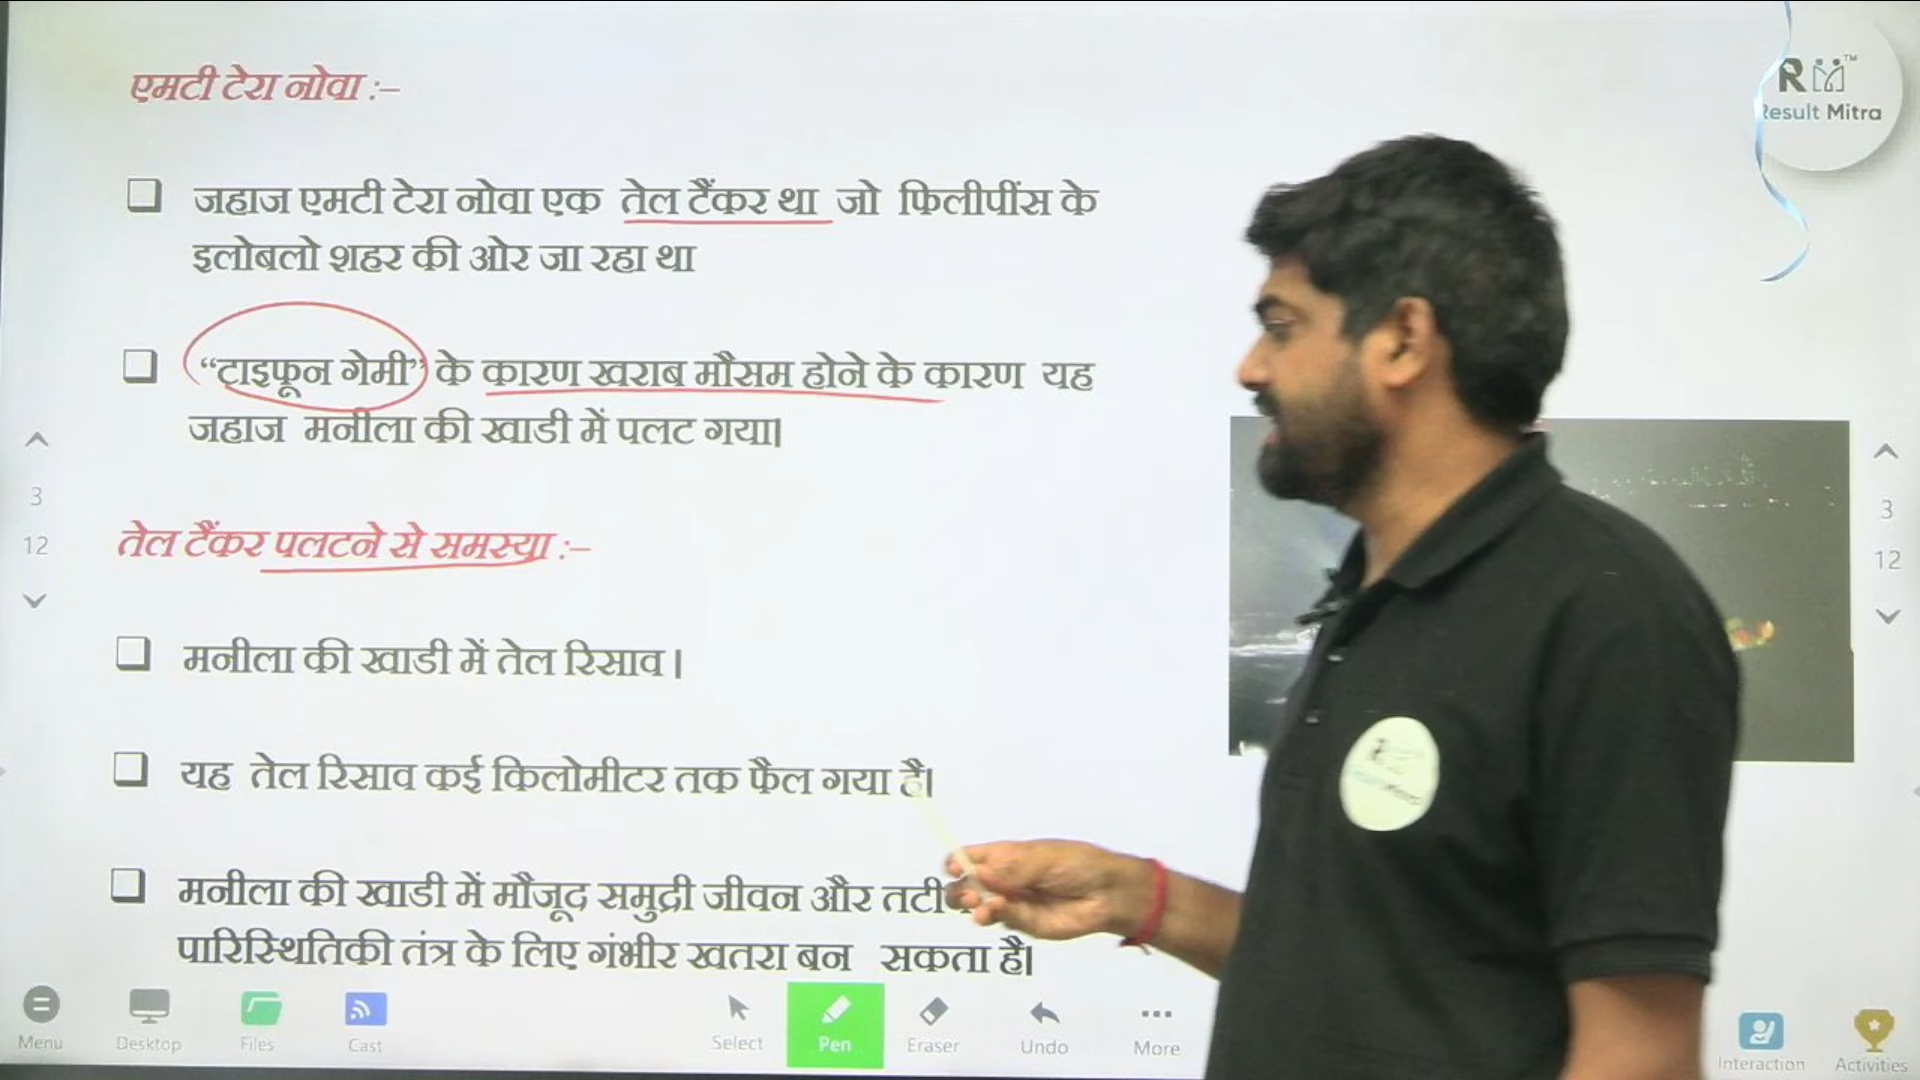 एमटी टेरा नोवा :–
R
TM
Result Mitra
जहाज एमटी टेरा नोवा एक तेल टैंकर था जो फिलीपींस के
इलोबलो शहर की ओर जा रहा था
“टाइफून गेमी” के कारण खराब मौसम होने के कारण यह
जहाज मनीला की खाडी में पलट गया।
3
12
3
12
तेल टैंकर पलटने से समस्या :–
मनीला की खाडी में तेल रिसाव।
यह तेल रिसाव कई किलोमीटर तक फैल गया है।
मनीला की खाडी में मौजूद समुद्री जीवन और
पारिस्थितिकी तंत्र के लिए गंभीर खतरा बन सकता है।
Menu
Desktop
Files
Cast
Select
Pen
Eraser
Undo
More
Interaction
Activities